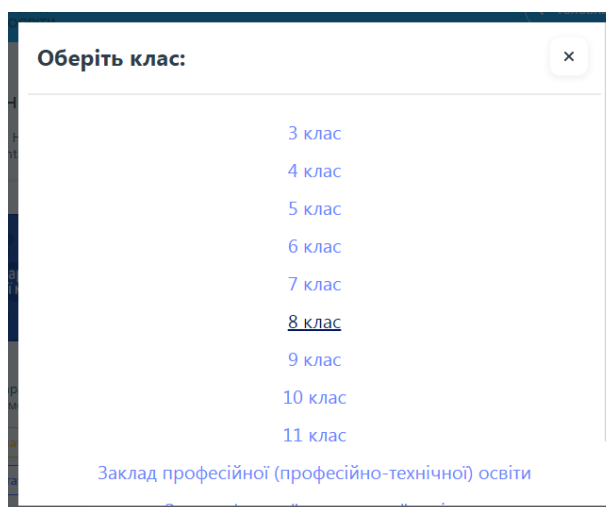 Оберіть клас:
×
3 клас
4 клас
5 клас
6 клас
7 клас
8 клас
9 клас
10 клас
11 клас
Заклад професійної (професійно-технічної) освіти